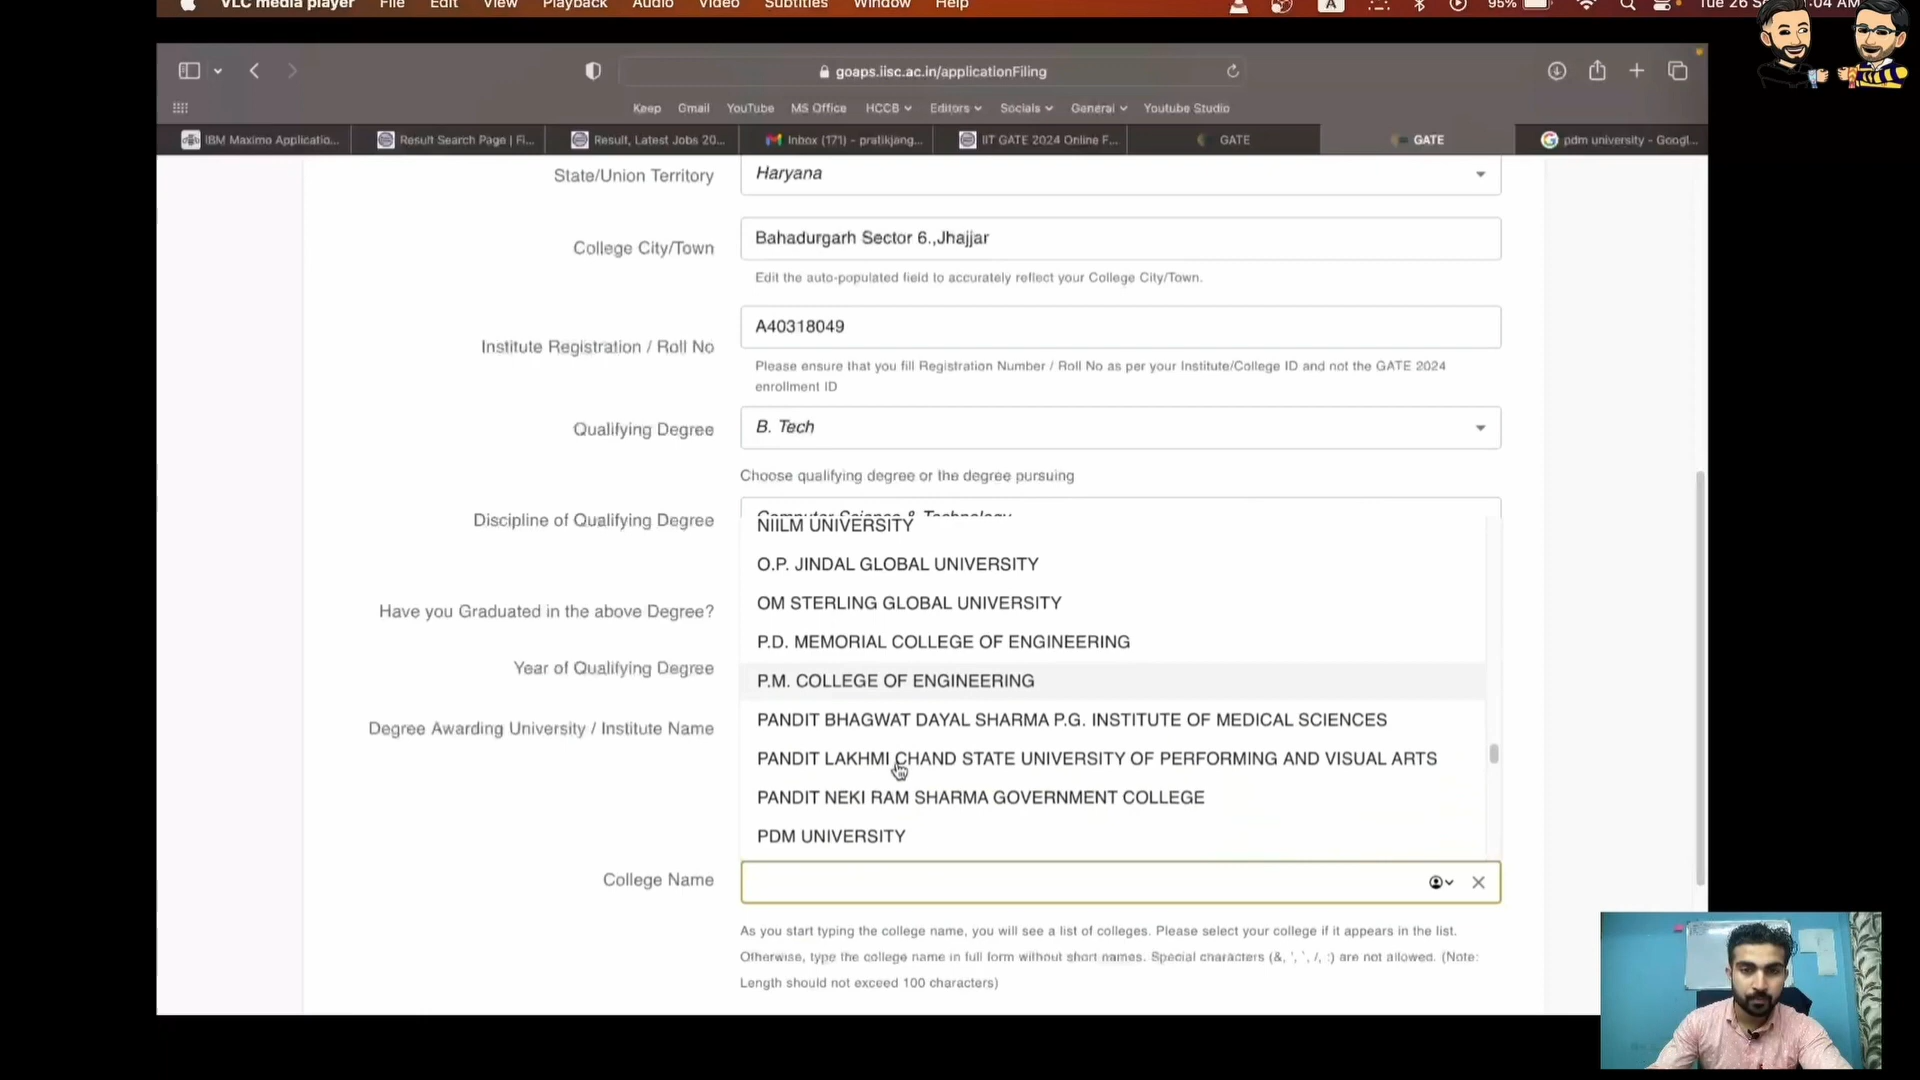 VLC media player File Edit View Playback Audio Video Subtitles Window Help A 95% Tue 26
:04 AM
goaps.iisc.ac.in/applicationFiling
Keep Gmail YouTube MS Office HCCB Editors Socials General Youtube Studio
IBM Maximo Applicatio... Result Search Page | Fi... Result, Latest Jobs 20... Inbox (171) - pratikjang... IIT GATE 2024 Online F... GATE GATE pdm university - Googl...
State/Union Territory Haryana
College City/Town Bahadurgarh Sector 6.,Jhajjar
Edit the auto-populated field to accurately reflect your College City/Town.
Institute Registration / Roll No A40318049
Please ensure that you fill Registration Number / Roll No as per your Institute/College ID and not the GATE 2024
enrollment ID
Qualifying Degree B. Tech
Choose qualifying degree or the degree pursuing
Discipline of Qualifying Degree Computer Science & Technology
NIILM UNIVERSITY
O.P. JINDAL GLOBAL UNIVERSITY
Have you Graduated in the above Degree? OM STERLING GLOBAL UNIVERSITY
P.D. MEMORIAL COLLEGE OF ENGINEERING
Year of Qualifying Degree P.M. COLLEGE OF ENGINEERING
Degree Awarding University / Institute Name PANDIT BHAGWAT DAYAL SHARMA P.G. INSTITUTE OF MEDICAL SCIENCES
PANDIT LAKHMI CHAND STATE UNIVERSITY OF PERFORMING AND VISUAL ARTS
PANDIT NEKI RAM SHARMA GOVERNMENT COLLEGE
PDM UNIVERSITY
College Name
As you start typing the college name, you will see a list of colleges. Please select your college if it appears in the list.
Otherwise, type the college name in full form without short names. Special characters (&, ', `, /, :) are not allowed. (Note:
Length should not exceed 100 characters)